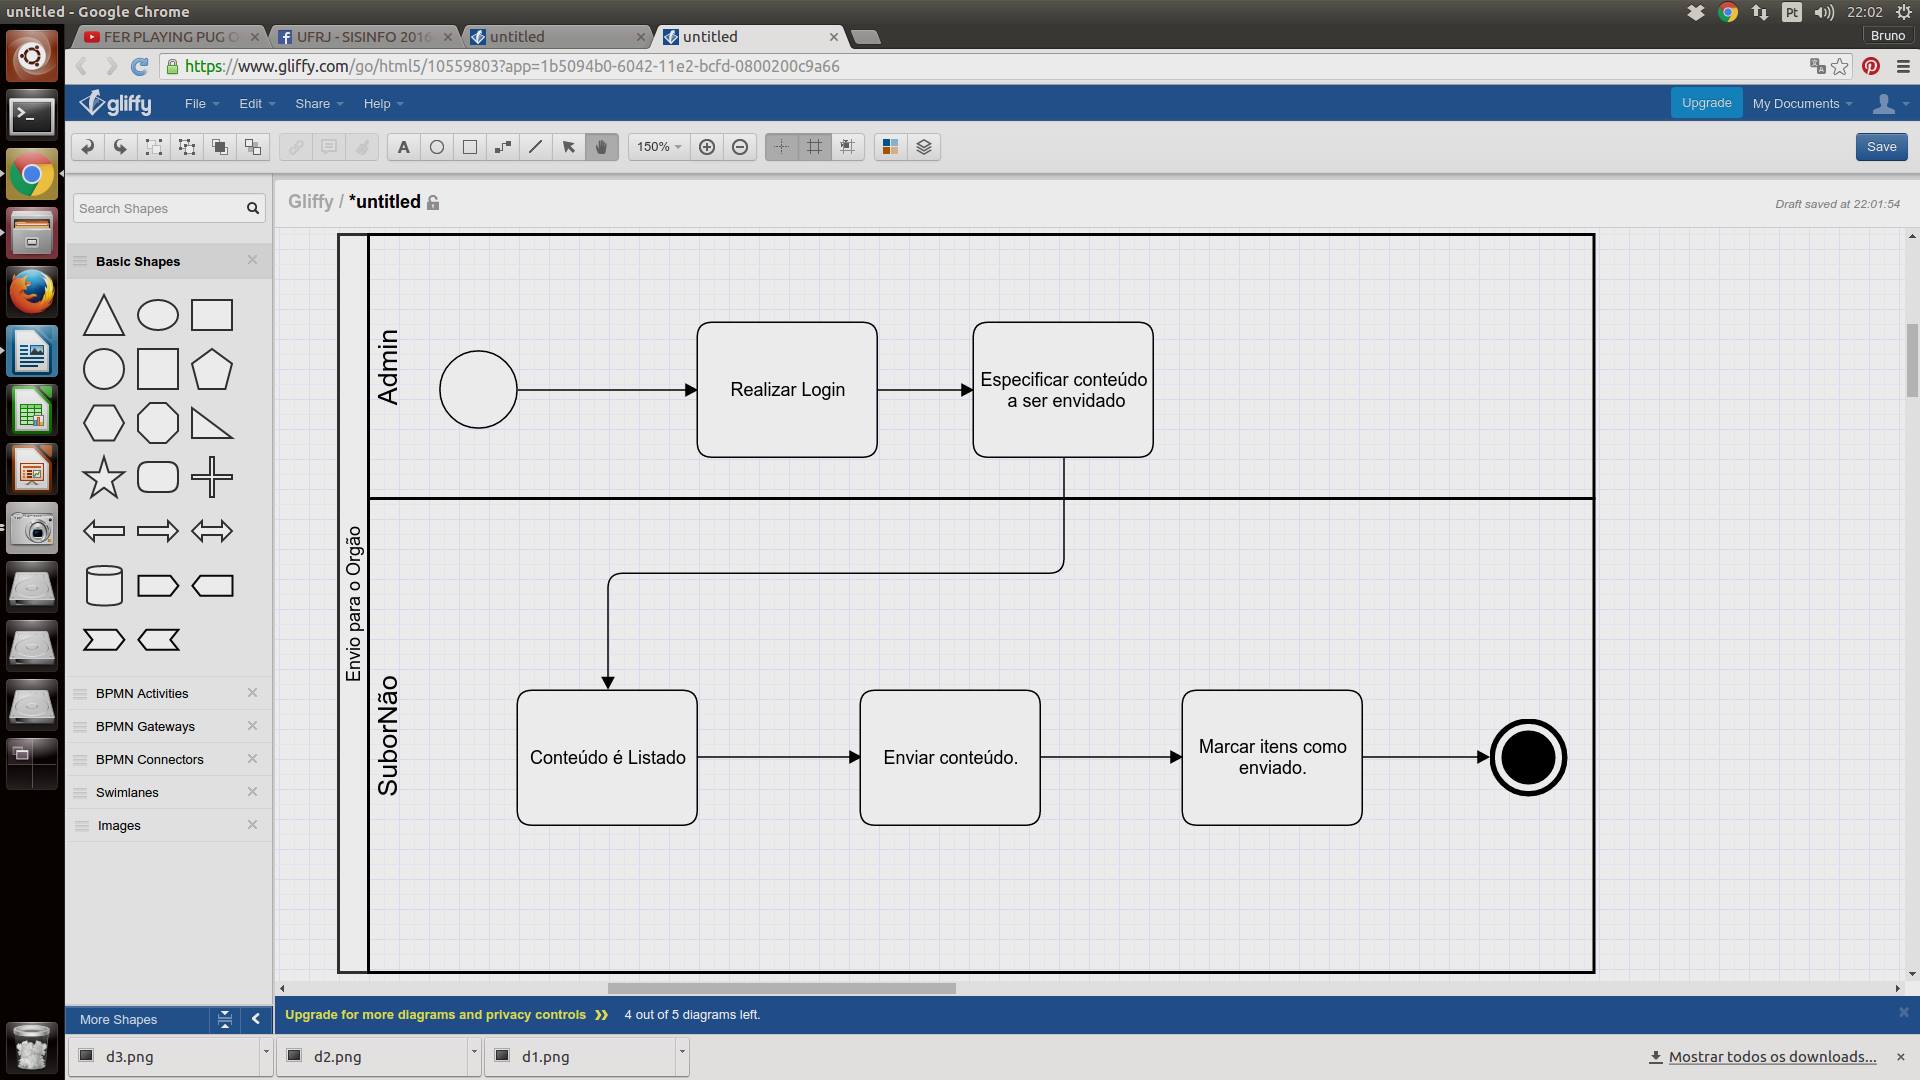 untitled - Google Chrome
Pt
22:02
Bruno
FER PLAYING PUG
UFRJ - SISINFO 2016
untitled
untitled
https://www.gliffy.com/go/html5/10559803?app=1b5094b0-6042-11e2-bcfd-0800200c9a66
gliffy
File
Edit
Share
Help
Upgrade
My Documents
A
150%
Save
Search Shapes
Gliffy / *untitled
Draft saved at 22:01:54
Basic Shapes
BPMN Activities
BPMN Gateways
BPMN Connectors
Swimlanes
Images
More Shapes
Envio para o Orgão
Admin
Realizar Login
Especificar conteúdo
a ser envidado
SuborNão
Conteúdo é Listado
Enviar conteúdo.
Marcar itens como
enviado.
Upgrade for more diagrams and privacy controls
4 out of 5 diagrams left.
d3.png
d2.png
d1.png
Mostrar todos os downloads...